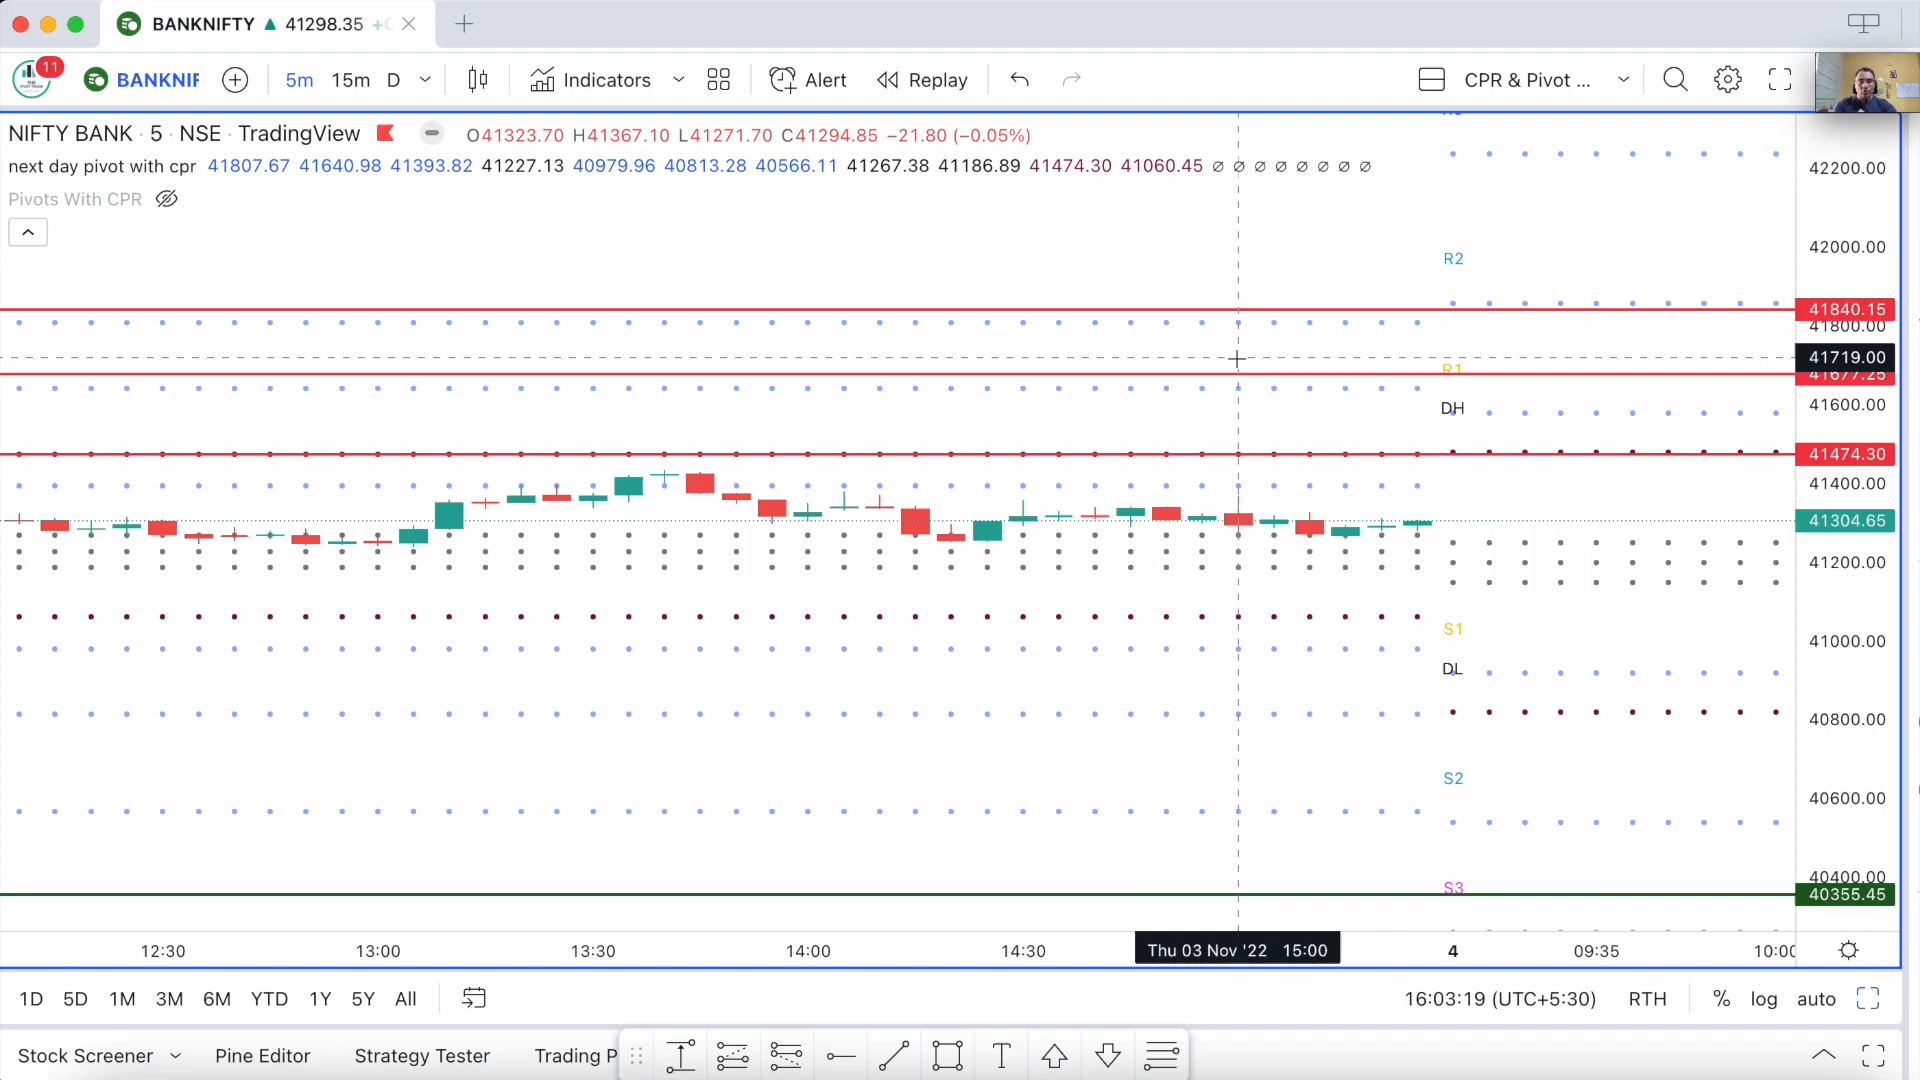 BANKNIFTY ▲ 41298.35
11 BANKNIF 5m 15m D Indicators Alert Replay CPR & Pivot ...
NIFTY BANK · 5 · NSE · TradingView O41323.70 H41367.10 L41271.70 C41294.85 −21.80 (−0.05%)
next day pivot with cpr 41807.67 41640.98 41393.82 41227.13 40979.96 40813.28 40566.11 41267.38 41186.89 41474.30 41060.45 ∅ ∅ ∅ ∅ ∅ ∅ ∅ ∅
Pivots With CPR
42200.00
42000.00
R2
41840.15
41800.00
41719.00
R1
41677.25
DH
41600.00
41474.30
41400.00
41304.65
41200.00
S1
41000.00
DL
40800.00
S2
40600.00
40400.00
S3
40355.45
12:30 13:00 13:30 14:00 14:30 Thu 03 Nov '22 15:00 4 09:35 10:00
1D 5D 1M 3M 6M YTD 1Y 5Y All 16:03:19 (UTC+5:30) RTH % log auto
Stock Screener Pine Editor Strategy Tester Trading P T